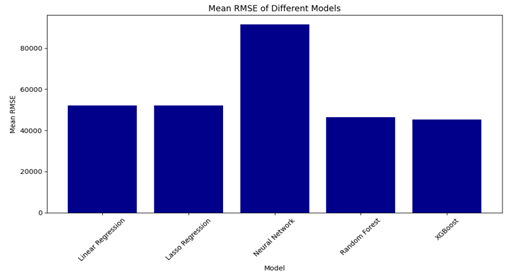 Mean RMSE of Different Models
80000
60000
40000
20000
0
Mean RMSE
Linear Regression
Lasso Regression
Neural Network
Random Forest
XGBoost
Model